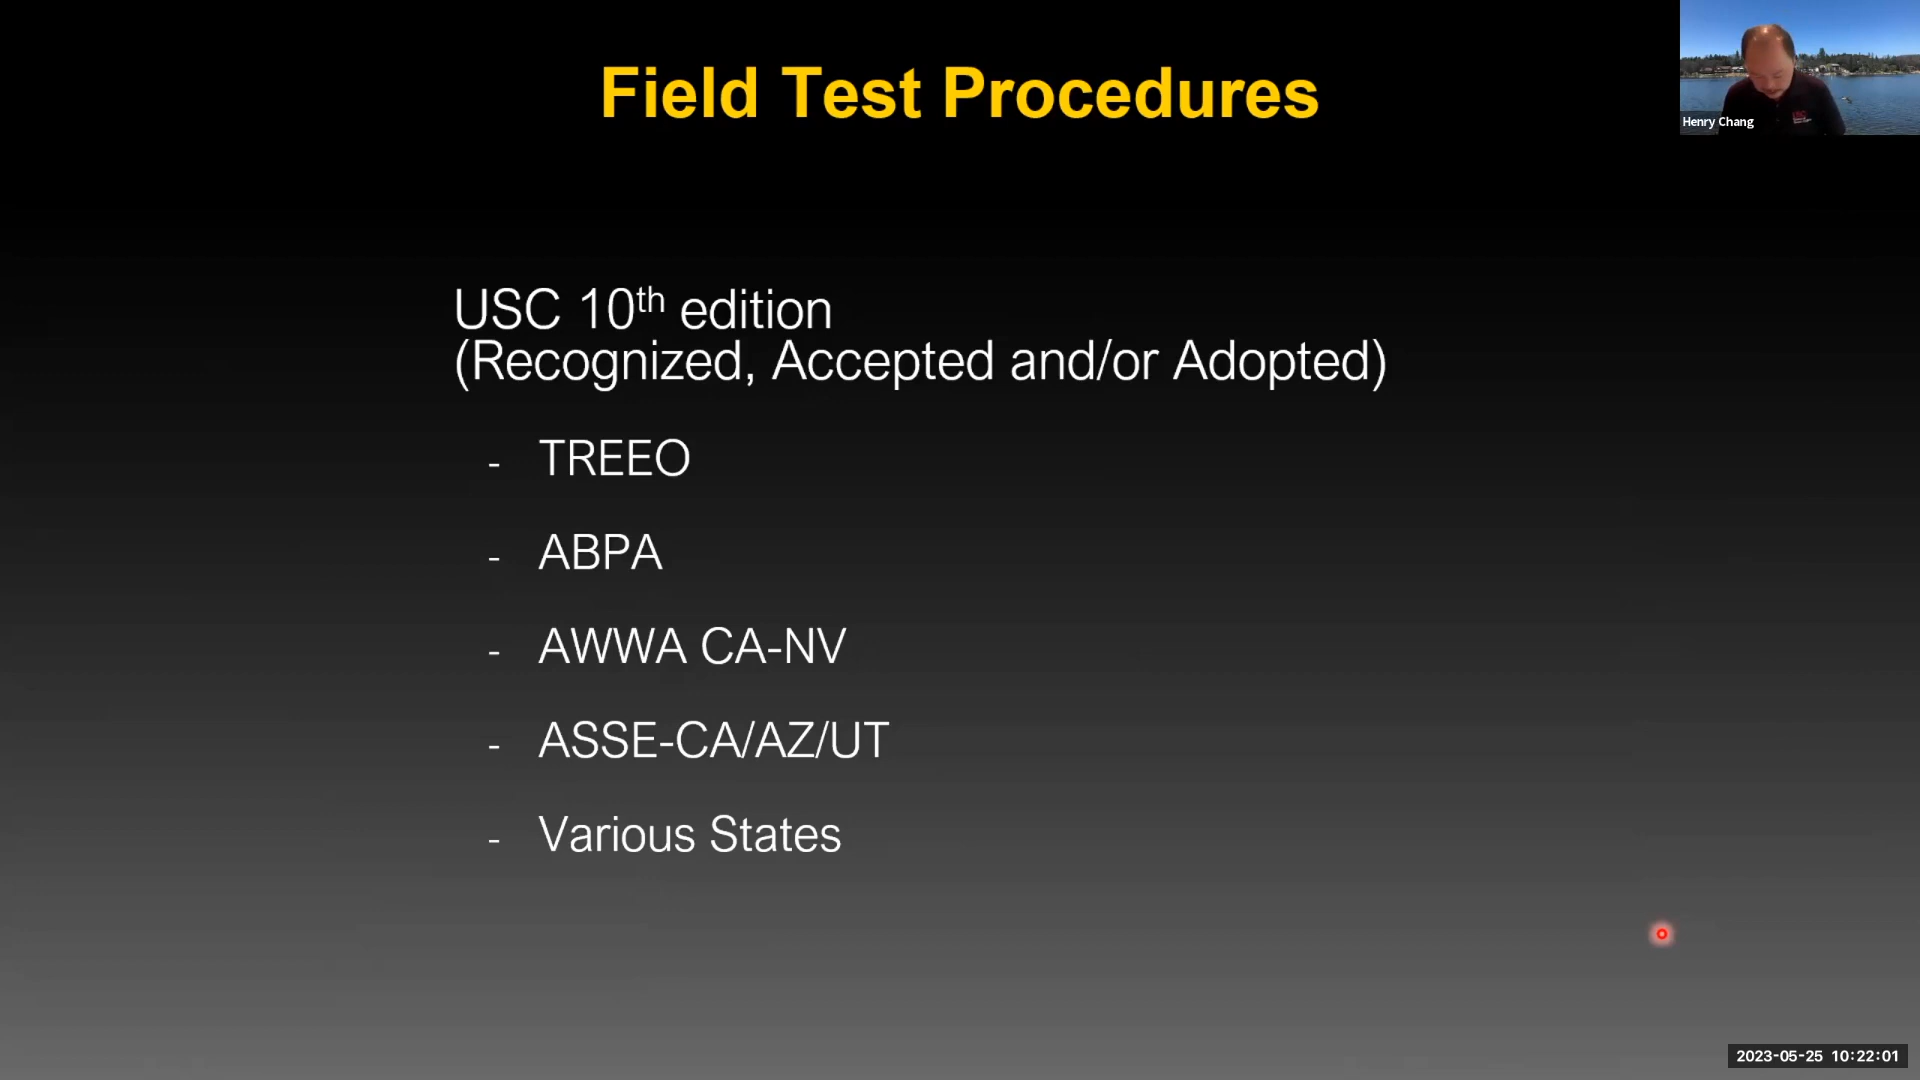 Field Test Procedures
Henry Chang
USC 10th edition
(Recognized, Accepted and/or Adopted)
- TREEO
- ABPA
- AWWA CA-NV
- ASSE-CA/AZ/UT
- Various States
2023-05-25 10:22:01